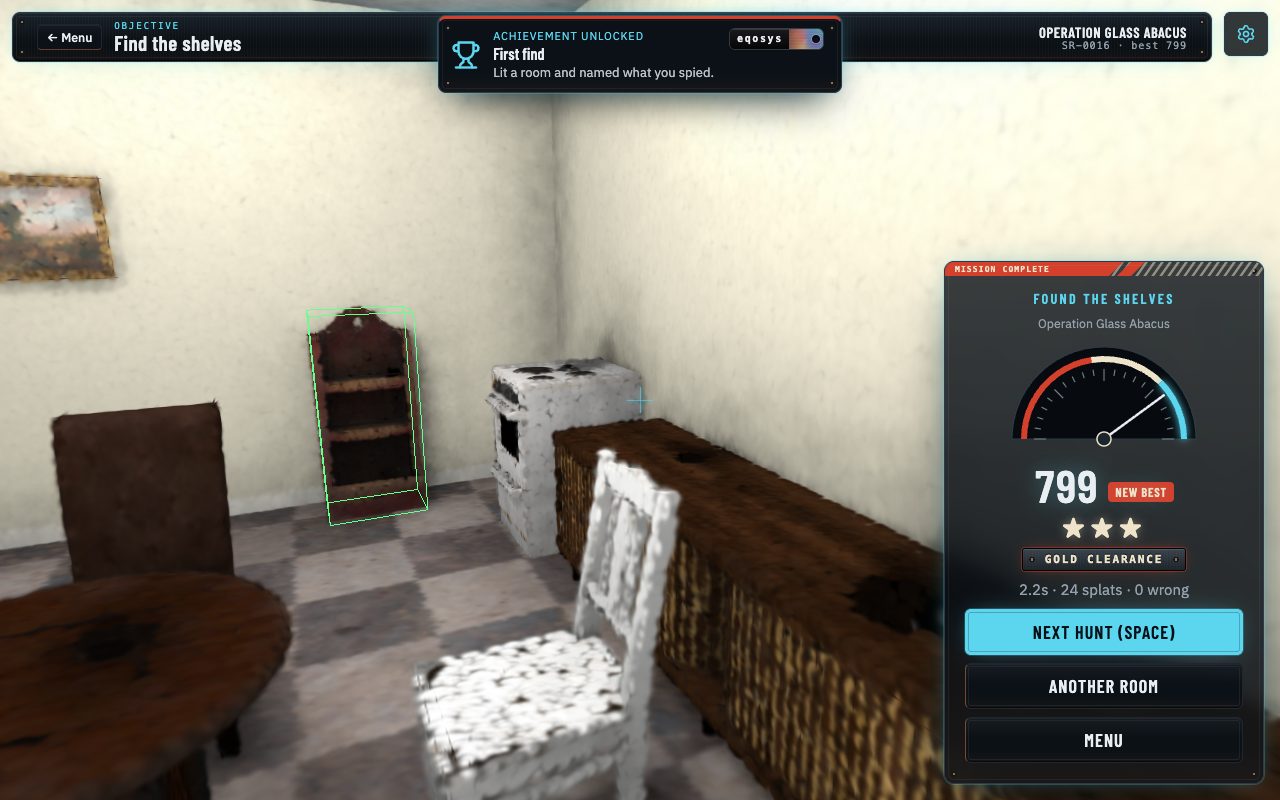 ← Menu
OBJECTIVE
Find the shelves
ACHIEVEMENT UNLOCKED
First find
Lit a room and named what you spied.
eqosys
OPERATION GLASS ABACUS
SR-0016 · best 799
MISSION COMPLETE
FOUND THE SHELVES
Operation Glass Abacus
799
NEW BEST
GOLD CLEARANCE
2.2s · 24 splats · 0 wrong
NEXT HUNT (SPACE)
ANOTHER ROOM
MENU